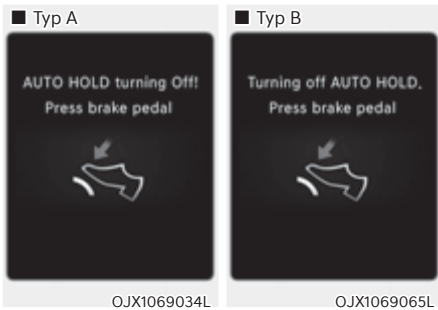 ■ Typ A
AUTO HOLD turning Off!
Press brake pedal
OJX1069034L
■ Typ B
Turning off AUTO HOLD.
Press brake pedal
OJX1069065L